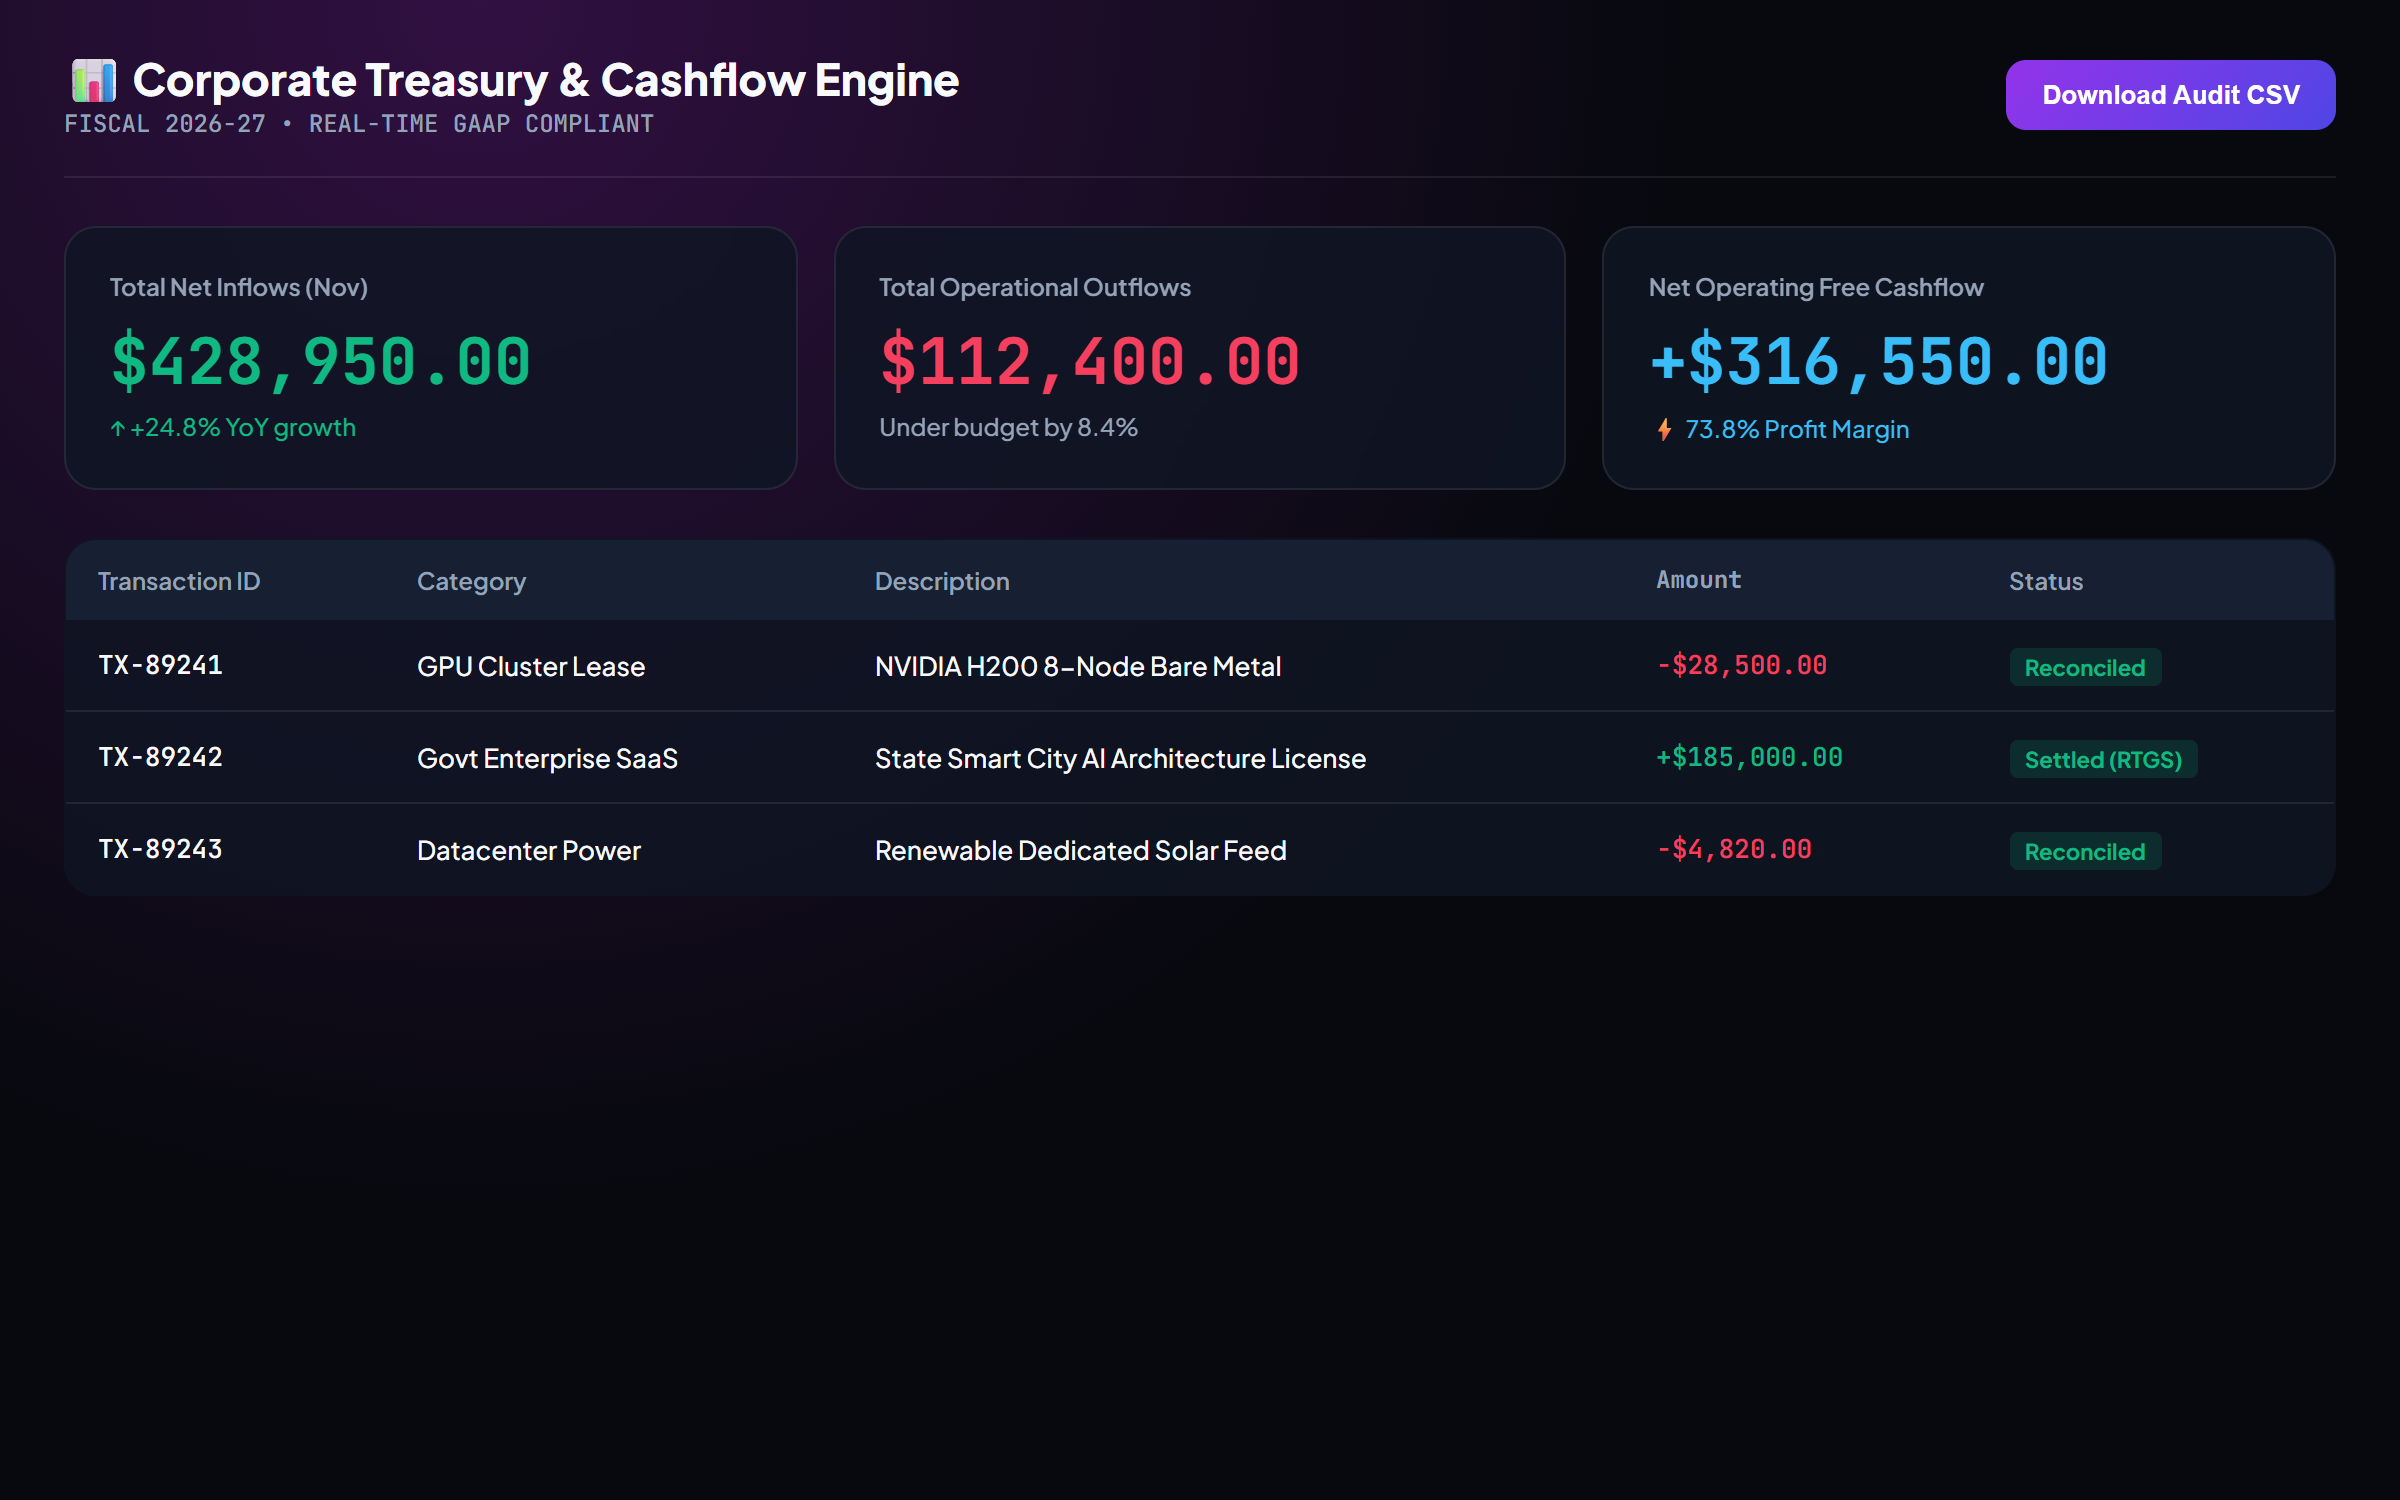 📊 Corporate Treasury & Cashflow Engine
FISCAL 2026-27 • REAL-TIME GAAP COMPLIANT
Download Audit CSV
Total Net Inflows (Nov)
$428,950.00
↑ +24.8% YoY growth
Total Operational Outflows
$112,400.00
Under budget by 8.4%
Net Operating Free Cashflow
+$316,550.00
⚡ 73.8% Profit Margin
Transaction ID Category Description Amount Status
TX-89241 GPU Cluster Lease NVIDIA H200 8-Node Bare Metal -$28,500.00 Reconciled
TX-89242 Govt Enterprise SaaS State Smart City AI Architecture License +$185,000.00 Settled (RTGS)
TX-89243 Datacenter Power Renewable Dedicated Solar Feed -$4,820.00 Reconciled